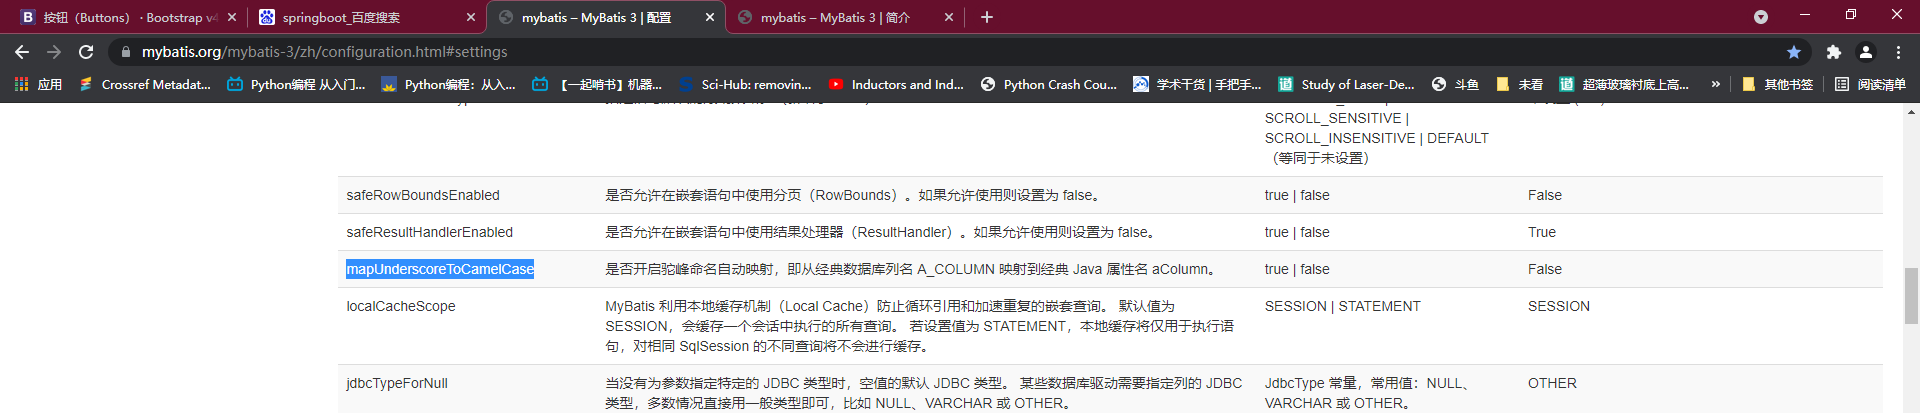 按钮（Buttons） · Bootstrap v4
springboot_百度搜索
mybatis – MyBatis 3 | 配置
mybatis – MyBatis 3 | 简介
mybatis.org/mybatis-3/zh/configuration.html#settings
应用
Crossref Metadat...
Python编程 从入门...
Python编程：从入...
【一起啃书】机器...
Sci-Hub: removin...
Inductors and Ind...
Python Crash Cou...
学术干货 | 手把手...
Study of Laser-De...
斗鱼
未看
超薄玻璃衬底上高...
»
其他书签
阅读清单
SCROLL_SENSITIVE |
SCROLL_INSENSITIVE | DEFAULT
（等同于未设置）
safeRowBoundsEnabled 是否允许在嵌套语句中使用分页（RowBounds）。如果允许使用则设置为 false。 true | false False
safeResultHandlerEnabled 是否允许在嵌套语句中使用结果处理器（ResultHandler）。如果允许使用则设置为 false。 true | false True
mapUnderscoreToCamelCase 是否开启驼峰命名自动映射，即从经典数据库列名 A_COLUMN 映射到经典 Java 属性名 aColumn。 true | false False
localCacheScope MyBatis 利用本地缓存机制（Local Cache）防止循环引用和加速重复的嵌套查询。 默认值为 SESSION | STATEMENT SESSION
SESSION，会缓存一个会话中执行的所有查询。 若设置值为 STATEMENT，本地缓存将仅用于执行语
句，对相同 SqlSession 的不同查询将不会进行缓存。
jdbcTypeForNull 当没有为参数指定特定的 JDBC 类型时，空值的默认 JDBC 类型。 某些数据库驱动需要指定列的 JDBC JdbcType 常量，常用值：NULL、 OTHER
类型，多数情况直接用一般类型即可，比如 NULL、VARCHAR 或 OTHER。 VARCHAR 或 OTHER。